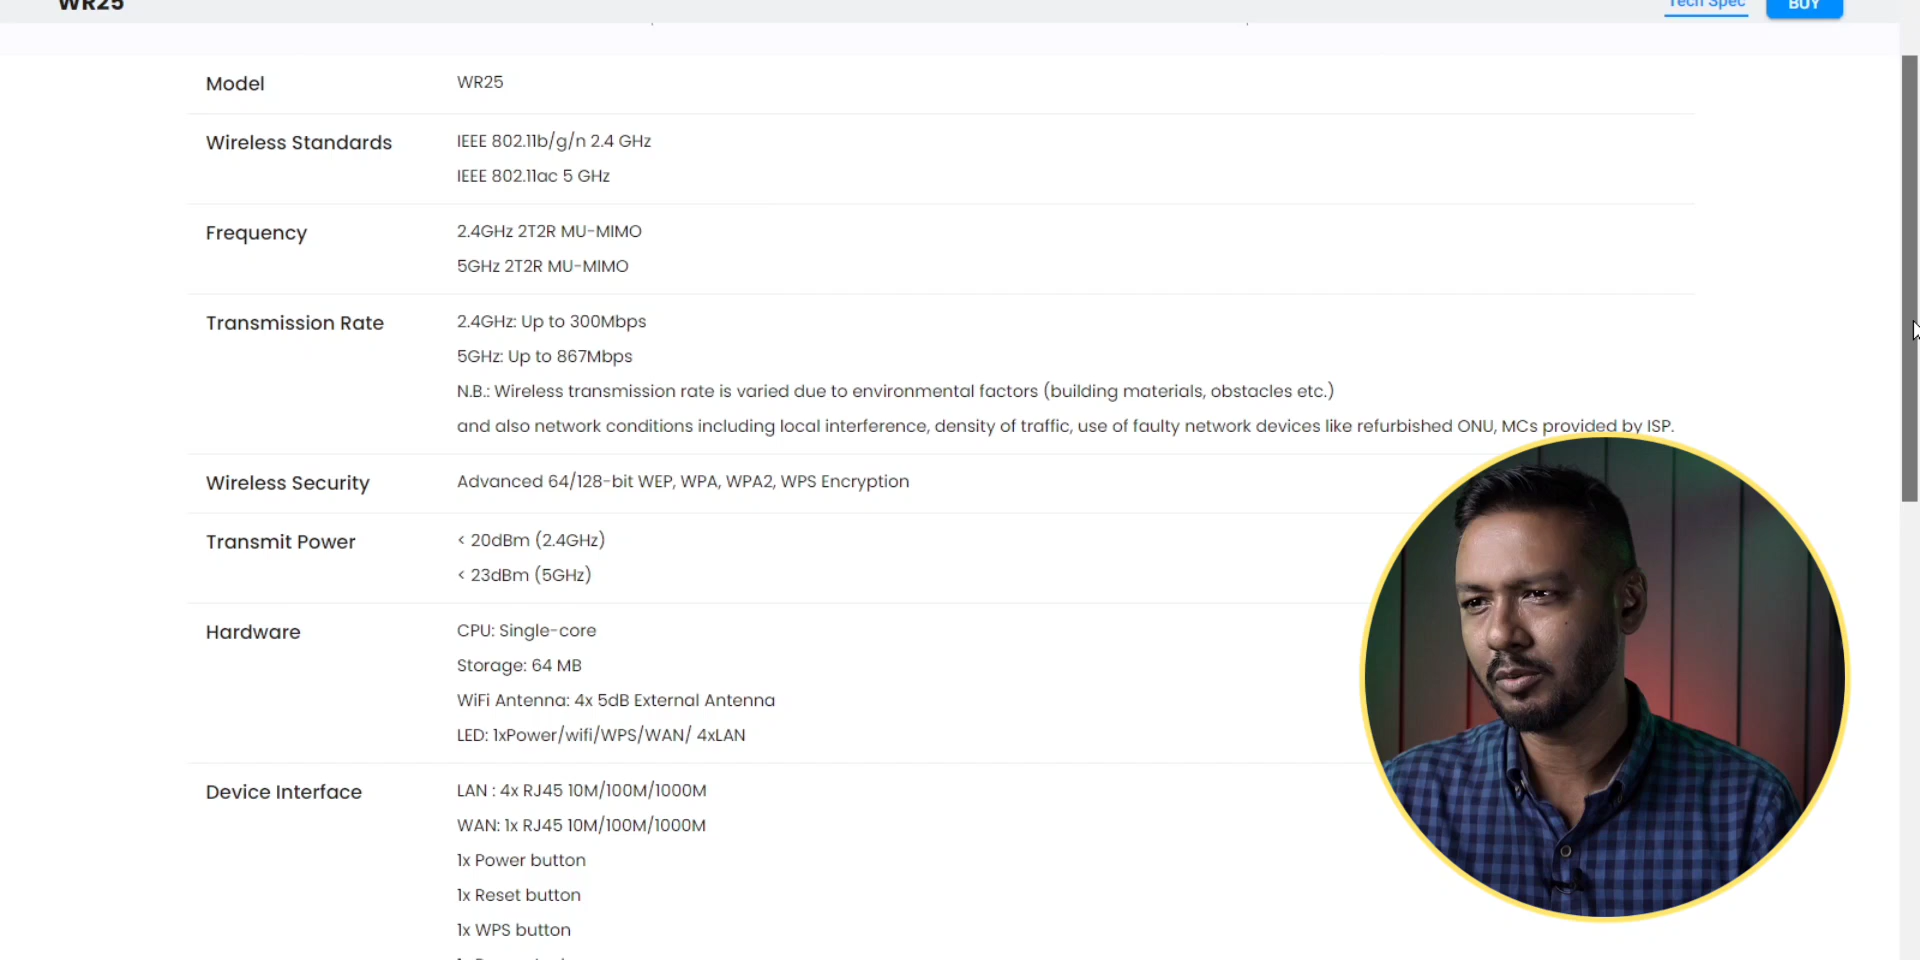 WR25
Tech Spec
BUY
Model
WR25
Wireless Standards
IEEE 802.11b/g/n 2.4 GHz
IEEE 802.11ac 5 GHz
Frequency
2.4GHz 2T2R MU-MIMO
5GHz 2T2R MU-MIMO
Transmission Rate
2.4GHz: Up to 300Mbps
5GHz: Up to 867Mbps
N.B.: Wireless transmission rate is varied due to environmental factors (building materials, obstacles etc.)
and also network conditions including local interference, density of traffic, use of faulty network devices like refurbished ONU, MCs provided by ISP.
Wireless Security
Advanced 64/128-bit WEP, WPA, WPA2, WPS Encryption
Transmit Power
< 20dBm (2.4GHz)
< 23dBm (5GHz)
Hardware
CPU: Single-core
Storage: 64 MB
WiFi Antenna: 4x 5dB External Antenna
LED: 1xPower/wifi/WPS/WAN/ 4xLAN
Device Interface
LAN : 4x RJ45 10M/100M/1000M
WAN: 1x RJ45 10M/100M/1000M
1x Power button
1x Reset button
1x WPS button